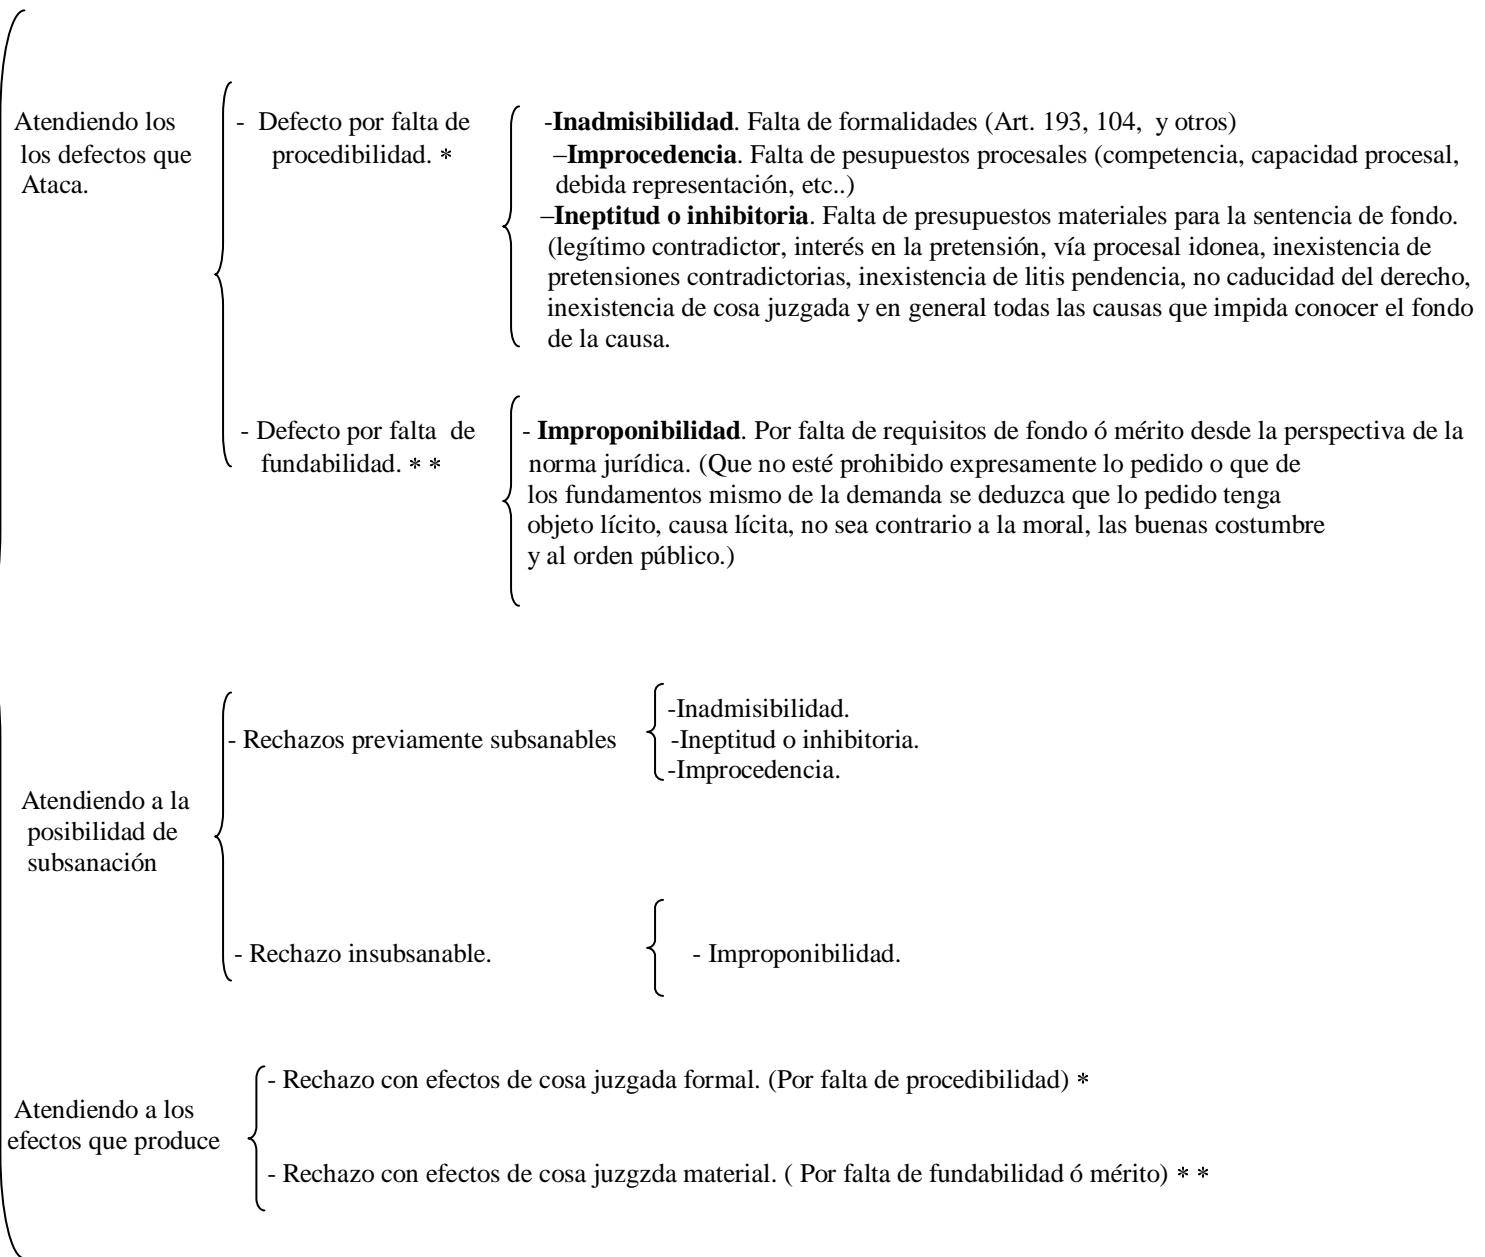 Atendiendo los
los defectos que
Ataca.
- Defecto por falta de
procedibilidad. *
-Inadmisibilidad. Falta de formalidades (Art. 193, 104, y otros)
–Improcedencia. Falta de pesupuestos procesales (competencia, capacidad procesal,
debida representación, etc..)
–Ineptitud o inhibitoria. Falta de presupuestos materiales para la sentencia de fondo.
(legítimo contradictor, interés en la pretensión, vía procesal idonea, inexistencia de
pretensiones contradictorias, inexistencia de litis pendencia, no caducidad del derecho,
inexistencia de cosa juzgada y en general todas las causas que impida conocer el fondo
de la causa.
- Defecto por falta de
fundabilidad. * *
- Improponibilidad. Por falta de requisitos de fondo ó mérito desde la perspectiva de la
norma jurídica. (Que no esté prohibido expresamente lo pedido o que de
los fundamentos mismo de la demanda se deduzca que lo pedido tenga
objeto lícito, causa lícita, no sea contrario a la moral, las buenas costumbre
y al orden público.)
Atendiendo a la
posibilidad de
subsanación
- Rechazos previamente subsanables
-Inadmisibilidad.
-Ineptitud o inhibitoria.
-Improcedencia.
- Rechazo insubsanable.
- Improponibilidad.
Atendiendo a los
efectos que produce
- Rechazo con efectos de cosa juzgada formal. (Por falta de procedibilidad) *
- Rechazo con efectos de cosa juzgzda material. ( Por falta de fundabilidad ó mérito) * *